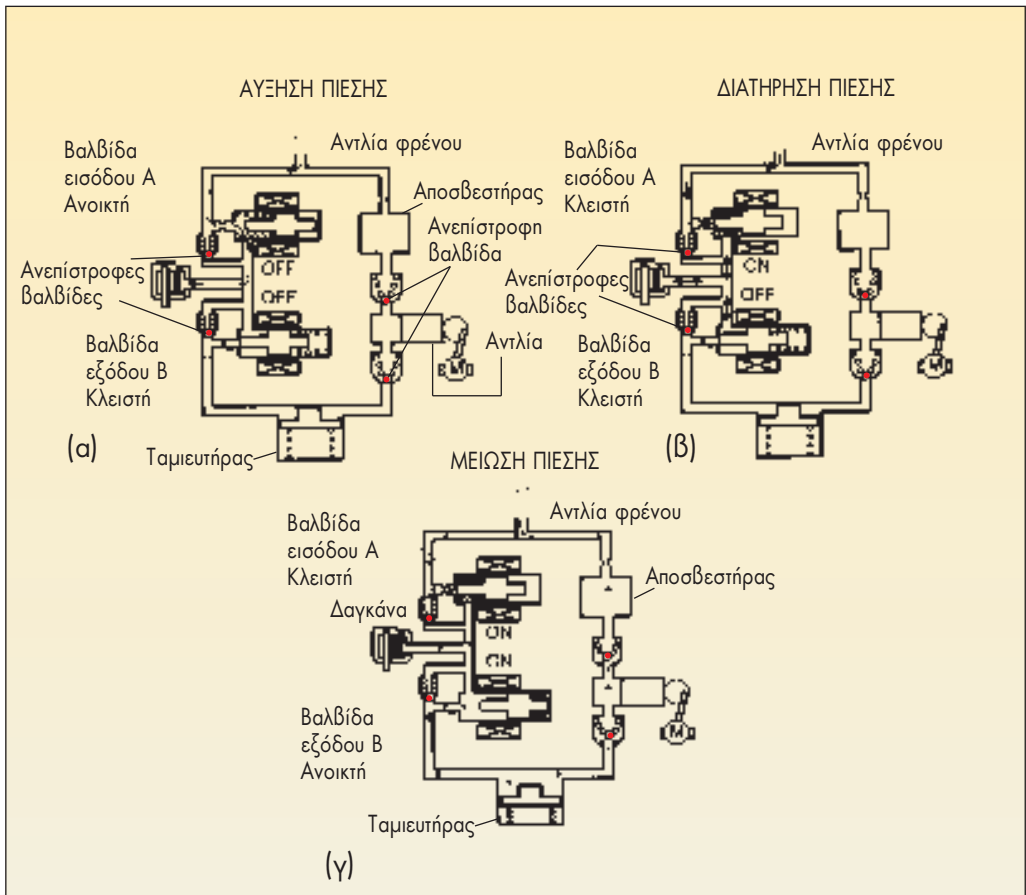 ΑΥΞΗΣΗ ΠΙΕΣΗΣ
Βαλβίδα
εισόδου Α
Ανοικτή
Αντλία φρένου
Αποσβεστήρας
Ανεπίστροφη
βαλβίδα
Ανεπίστροφες
βαλβίδες
OFF
OFF
Βαλβίδα
εξόδου Β
Κλειστή
Αντλία
M
Ταμιευτήρας
(α)
ΔΙΑΤΗΡΗΣΗ ΠΙΕΣΗΣ
Βαλβίδα
εισόδου Α
Κλειστή
Αντλία φρένου
Ανεπίστροφες
βαλβίδες
ON
OFF
Βαλβίδα
εξόδου Β
Κλειστή
M
(β)
ΜΕΙΩΣΗ ΠΙΕΣΗΣ
Βαλβίδα
εισόδου Α
Κλειστή
Αντλία φρένου
Αποσβεστήρας
Δαγκάνα
ON
ON
Βαλβίδα
εξόδου Β
Ανοικτή
M
Ταμιευτήρας
(γ)